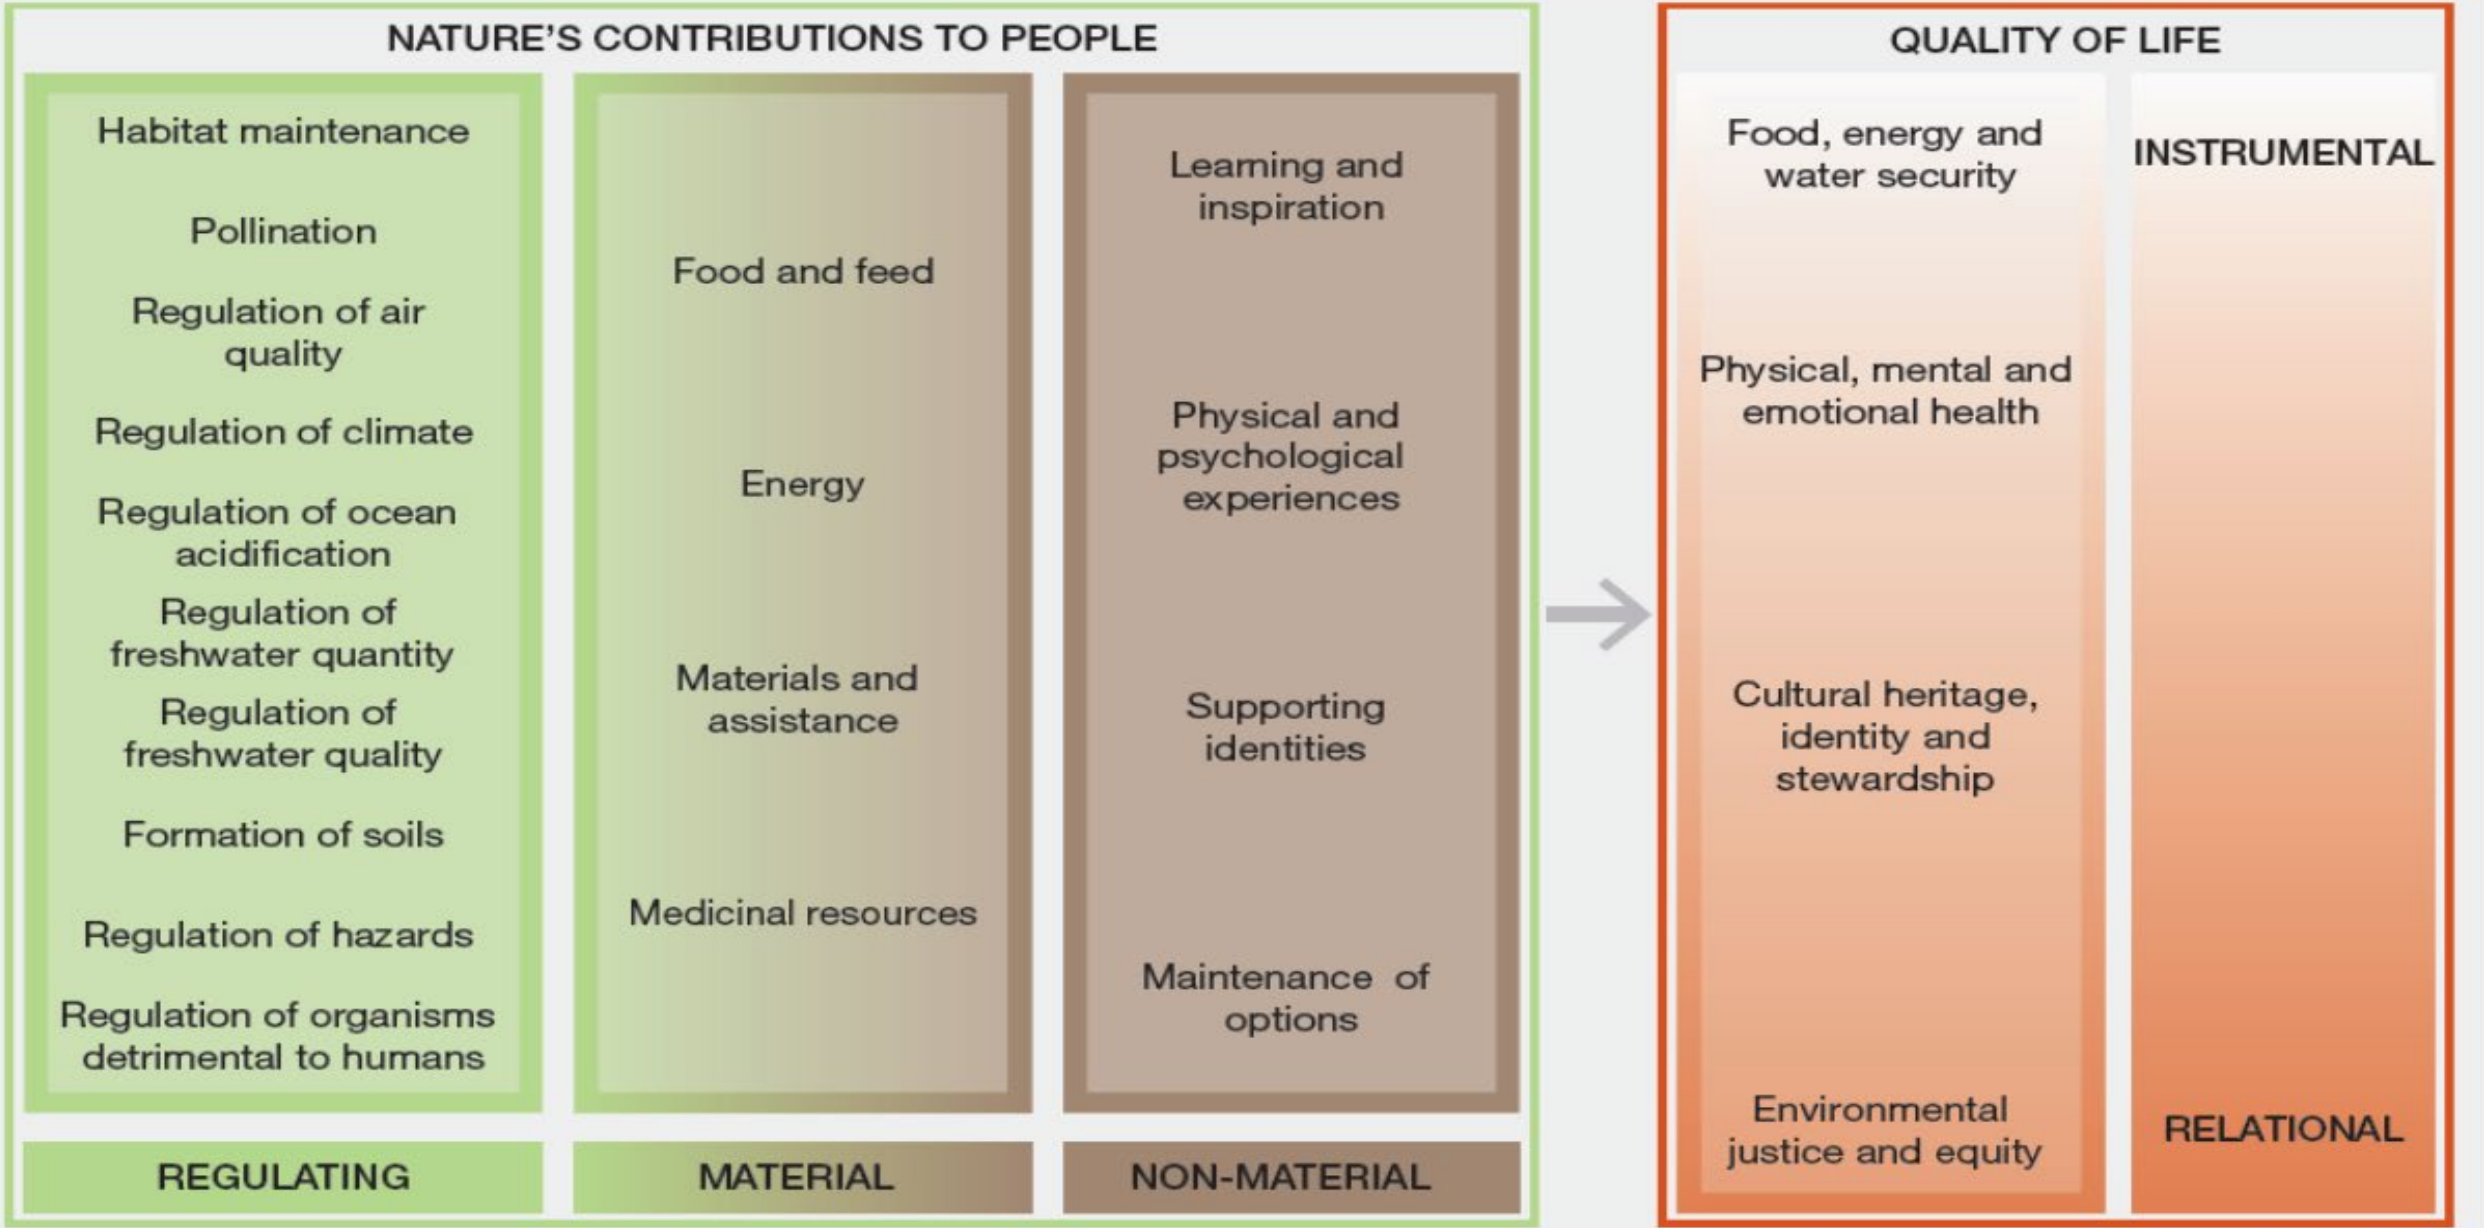 NATURE'S CONTRIBUTIONS TO PEOPLE
Habitat maintenance
Pollination
Regulation of air
quality
Regulation of climate
Regulation of ocean
acidification
Regulation of
freshwater quantity
Regulation of
freshwater quality
Formation of soils
Regulation of hazards
Regulation of organisms
detrimental to humans
REGULATING
Food and feed
Energy
Materials and
assistance
Medicinal resources
MATERIAL
Learning and
inspiration
Physical and
psychological
experiences
Supporting
identities
Maintenance of
options
NON-MATERIAL
QUALITY OF LIFE
Food, energy and
water security
Physical, mental and
emotional health
Cultural heritage,
identity and
stewardship
Environmental
justice and equity
INSTRUMENTAL
RELATIONAL